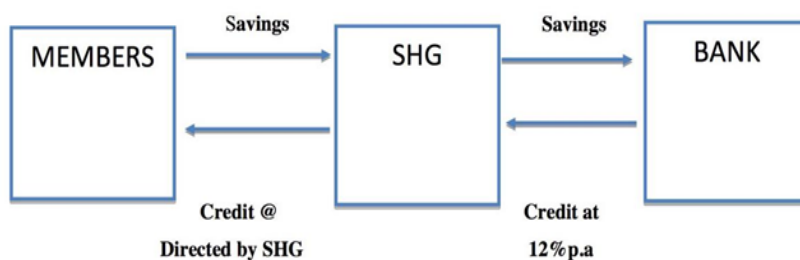 Savings
Savings
MEMBERS
SHG
BANK
Credit @
Directed by SHG
Credit at
12%p.a